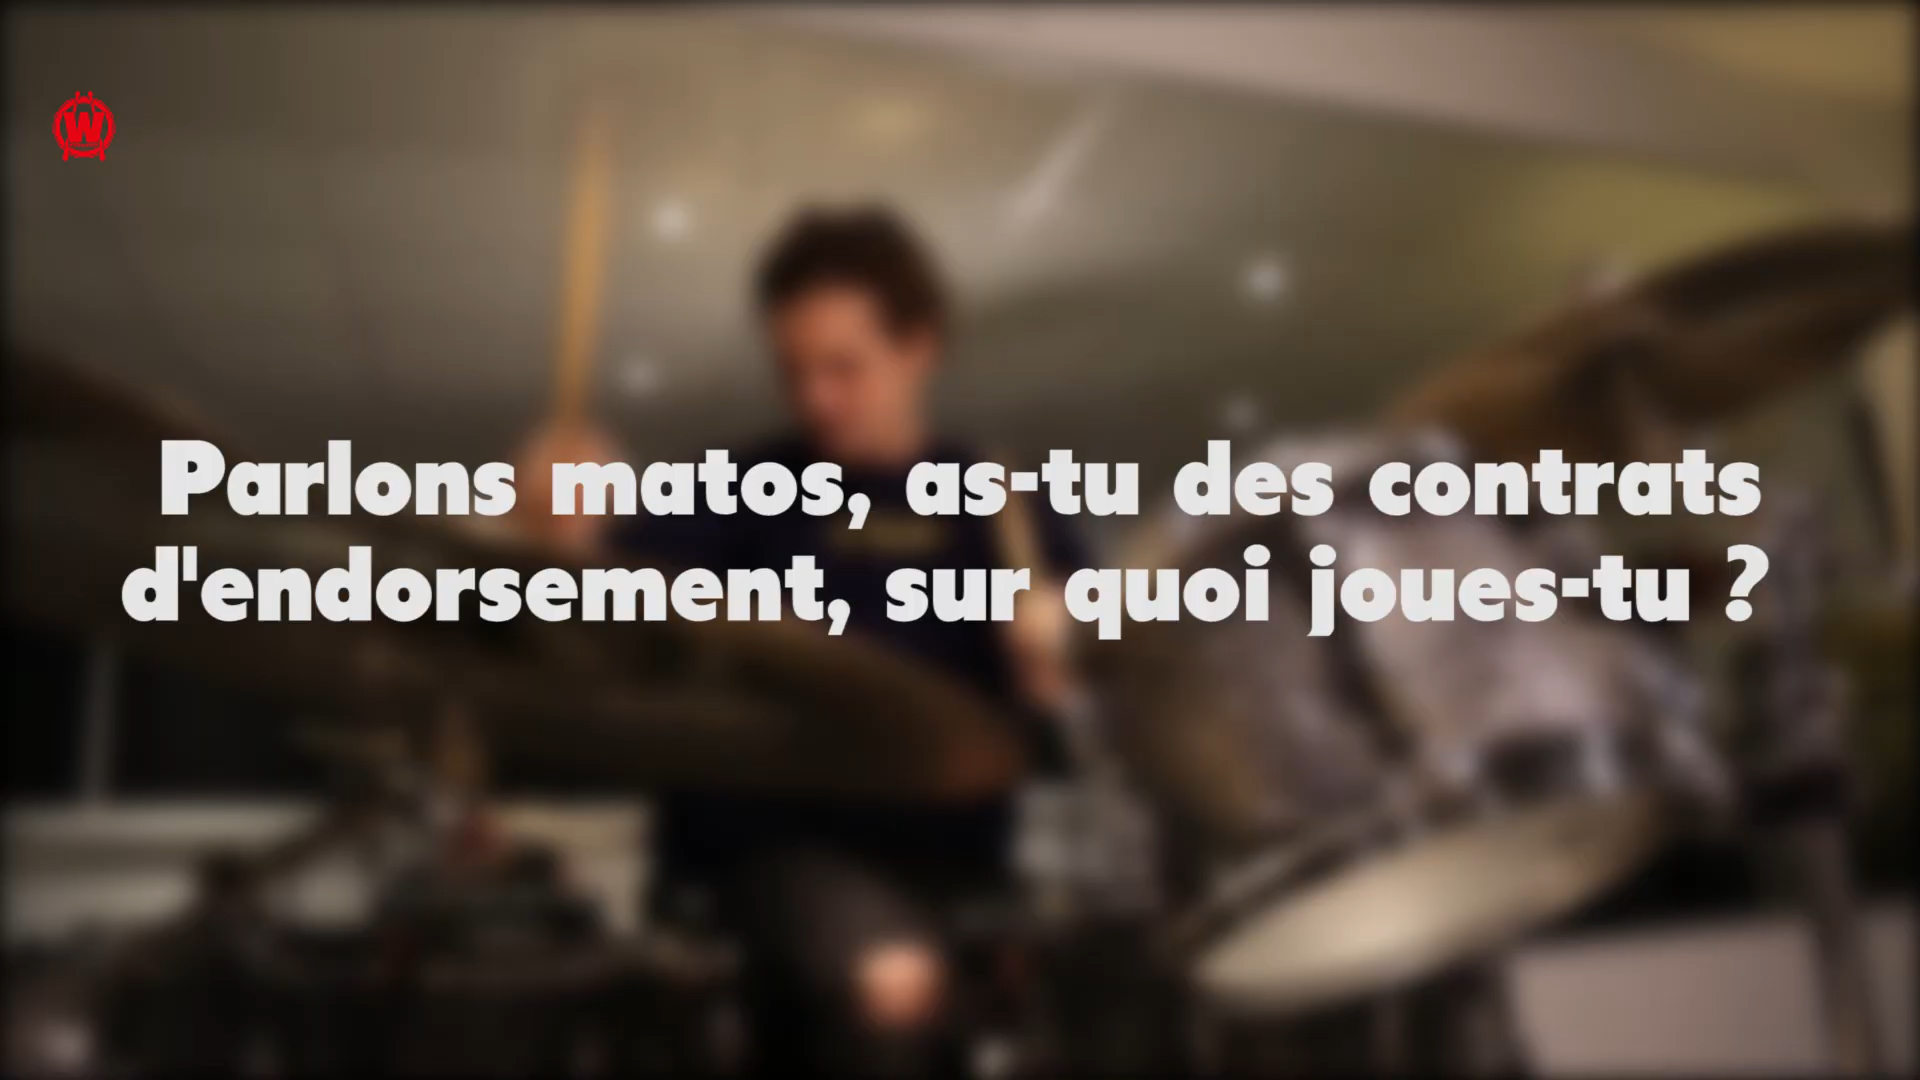 W
Parlons matos, as-tu des contrats
d'endorsement, sur quoi joues-tu ?